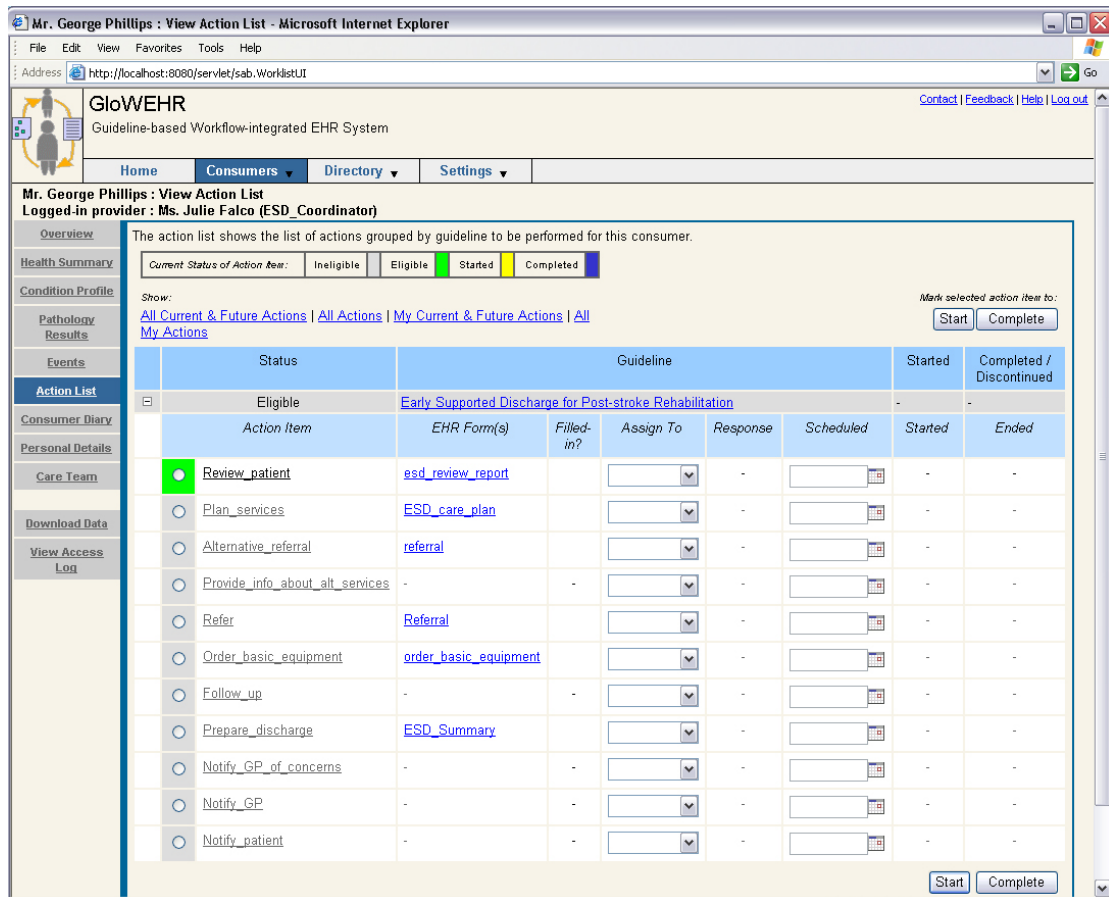 Mr. George Phillips : View Action List - Microsoft Internet Explorer
File Edit View Favorites Tools Help
Address http://localhost:8080/servlet/sab.WorklistUI Go
GloWEHR
Contact | Feedback | Help | Log out
Guideline-based Workflow-integrated EHR System
Home Consumers Directory Settings
Mr. George Phillips : View Action List
Logged-in provider : Ms. Julie Falco (ESD_Coordinator)
Overview
Health Summary
Condition Profile
Pathology
Results
Events
Action List
Consumer Diary
Personal Details
Care Team
Download Data
View Access
Log
The action list shows the list of actions grouped by guideline to be performed for this consumer.
Current Status of Action Item: Ineligible Eligible Started Completed
Show:
All Current & Future Actions | All Actions | My Current & Future Actions | All
My Actions
Mark selected action item to:
Start Complete
Status Guideline Started Completed /
Discontinued
Eligible Early Supported Discharge for Post-stroke Rehabilitation - -
Action Item EHR Form(s) Filled- Assign To Response Scheduled Started Ended
in?
Review_patient esd_review_report - - -
Plan_services ESD_care_plan - - -
Alternative_referral referral - - -
Provide_info_about_alt_services - - - - -
Refer Referral - - -
Order_basic_equipment order_basic_equipment - - -
Follow_up - - - - -
Prepare_discharge ESD_Summary - - -
Notify_GP_of_concerns - - - - -
Notify_GP - - - - -
Notify_patient - - - - -
Start Complete